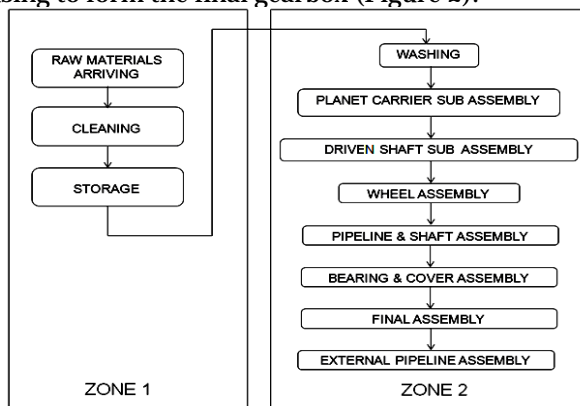 using to form the final gearbox (Figure 2).
RAW MATERIALS
ARRIVING
CLEANING
STORAGE
ZONE 1
WASHING
PLANET CARRIER SUB ASSEMBLY
DRIVEN SHAFT SUB ASSEMBLY
WHEEL ASSEMBLY
PIPELINE & SHAFT ASSEMBLY
BEARING & COVER ASSEMBLY
FINAL ASSEMBLY
EXTERNAL PIPELINE ASSEMBLY
ZONE 2